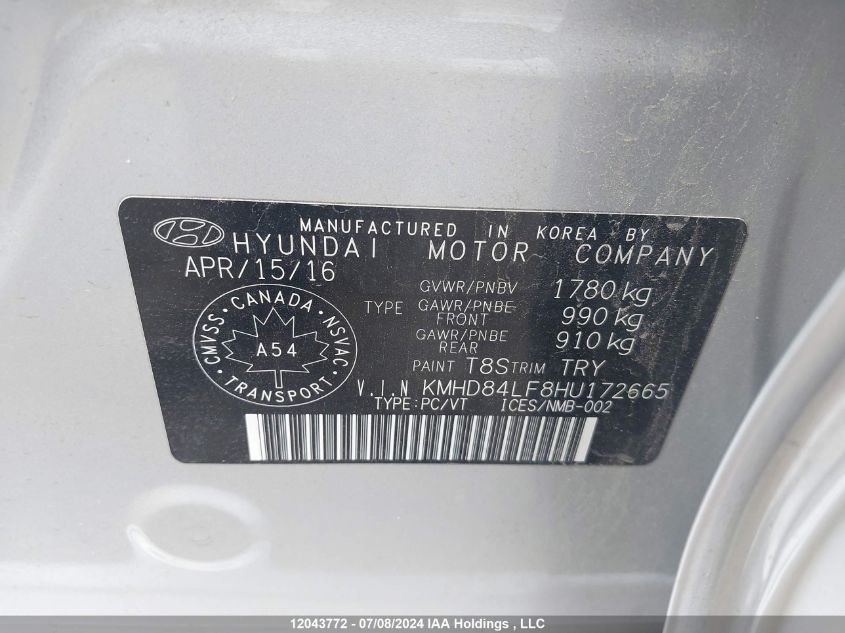 MANUFACTURED IN KOREA BY
HYUNDAI MOTOR COMPANY
APR/15/16
GVWR/PNBV 1780 kg
TYPE GAWR/PNBE FRONT 990 kg
GAWR/PNBE REAR 910 kg
CANADA
CMVSS · NSVAC
A54
TRANSPORT
PAINT T8S TRIM TRY
V.I.N KMHD84LF8HU172665
TYPE:PC/VT ICES/NMB-002
12043772 - 07/08/2024 IAA Holdings , LLC